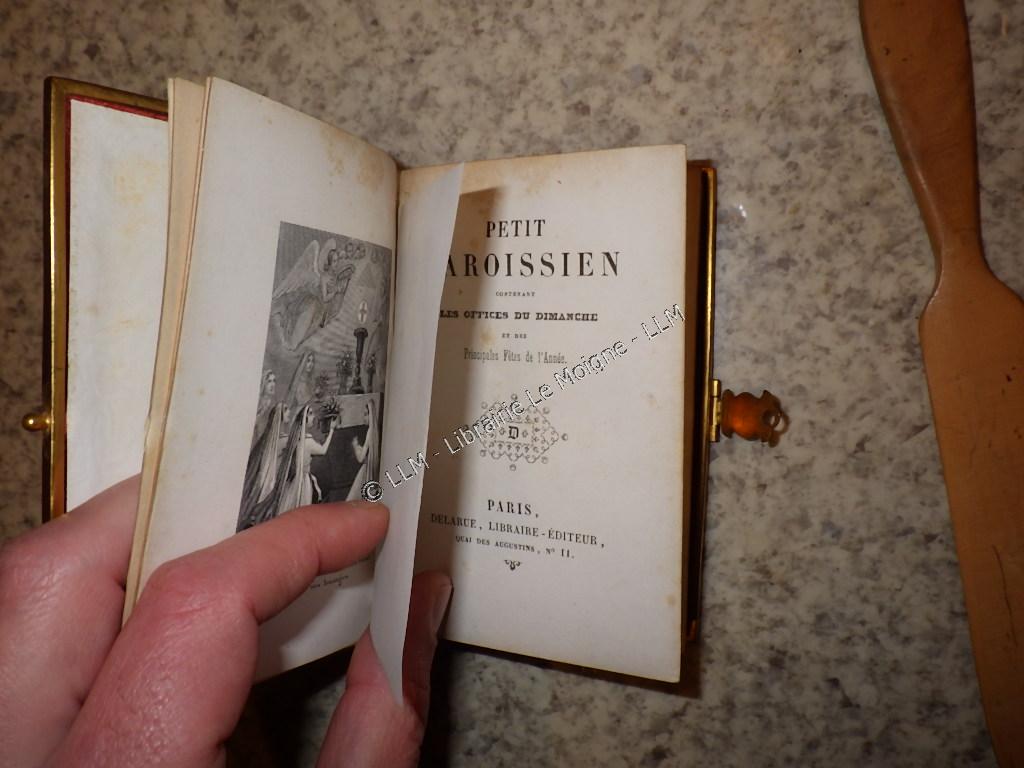 PETIT
AROISSIEN
CONTENANT
LES OFFICES DU DIMANCHE
ET DES
Principales Fêtes de l'Année.
D
PARIS,
DELARUE, LIBRAIRE-ÉDITEUR,
QUAI DES AUGUSTINS, Nº 11.
© LLM - Librairie Le Moigne - LLM